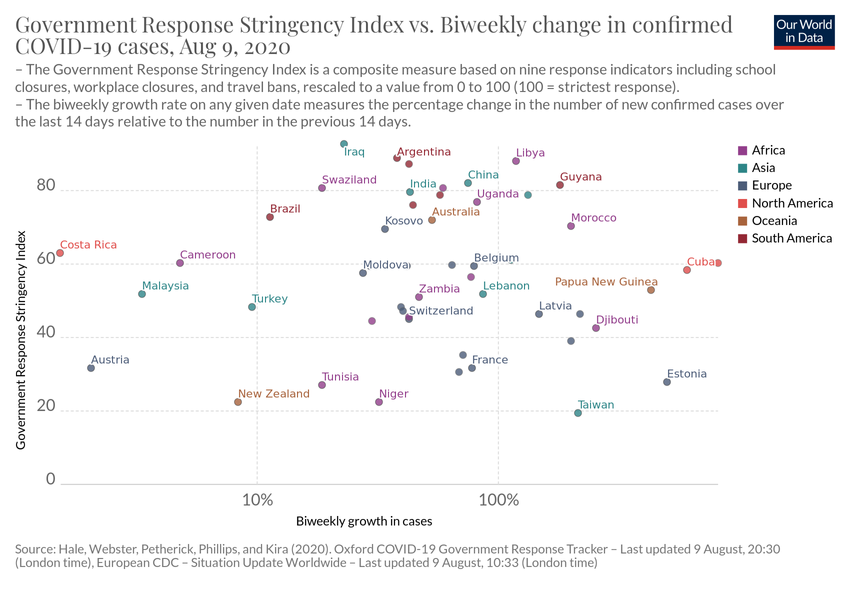 Government Response Stringency Index vs. Biweekly change in confirmed
COVID-19 cases, Aug 9, 2020
Our World
in Data
– The Government Response Stringency Index is a composite measure based on nine response indicators including school
closures, workplace closures, and travel bans, rescaled to a value from 0 to 100 (100 = strictest response).
– The biweekly growth rate on any given date measures the percentage change in the number of new confirmed cases over
the last 14 days relative to the number in the previous 14 days.
Iraq
Argentina
Libya
Swaziland
India
China
Guyana
Uganda
Brazil
Australia
Kosovo
Morocco
Costa Rica
Cameroon
Moldova
Belgium
Cuba
Malaysia
Turkey
Zambia
Lebanon
Papua New Guinea
Switzerland
Latvia
Djibouti
Austria
France
Estonia
Tunisia
New Zealand
Niger
Taiwan
80
60
40
20
0
10%
100%
Government Response Stringency Index
Biweekly growth in cases
Africa
Asia
Europe
North America
Oceania
South America
Source: Hale, Webster, Petherick, Phillips, and Kira (2020). Oxford COVID-19 Government Response Tracker – Last updated 9 August, 20:30
(London time), European CDC – Situation Update Worldwide – Last updated 9 August, 10:33 (London time)